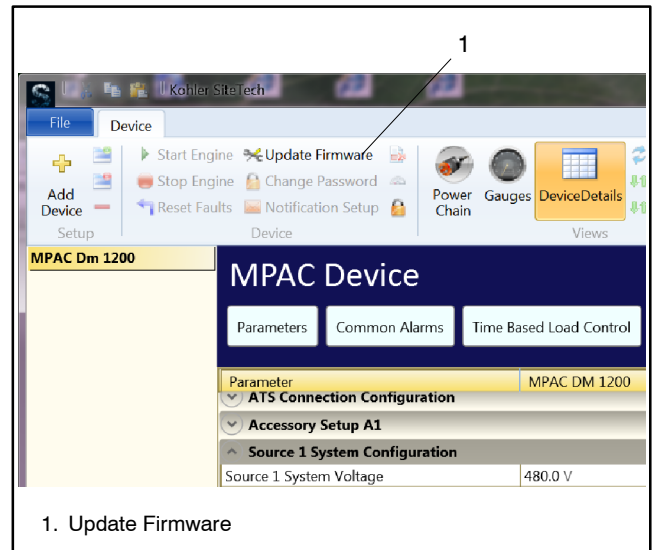 1
Kohler SiteTech
File Device
Start Engine Update Firmware
Stop Engine Change Password
Reset Faults Notification Setup
Add
Device
Power
Chain
Gauges
DeviceDetails
Setup Device Views
MPAC Dm 1200
MPAC Device
Parameters Common Alarms Time Based Load Control
Parameter MPAC DM 1200
ATS Connection Configuration
Accessory Setup A1
Source 1 System Configuration
Source 1 System Voltage 480.0 V
1. Update Firmware